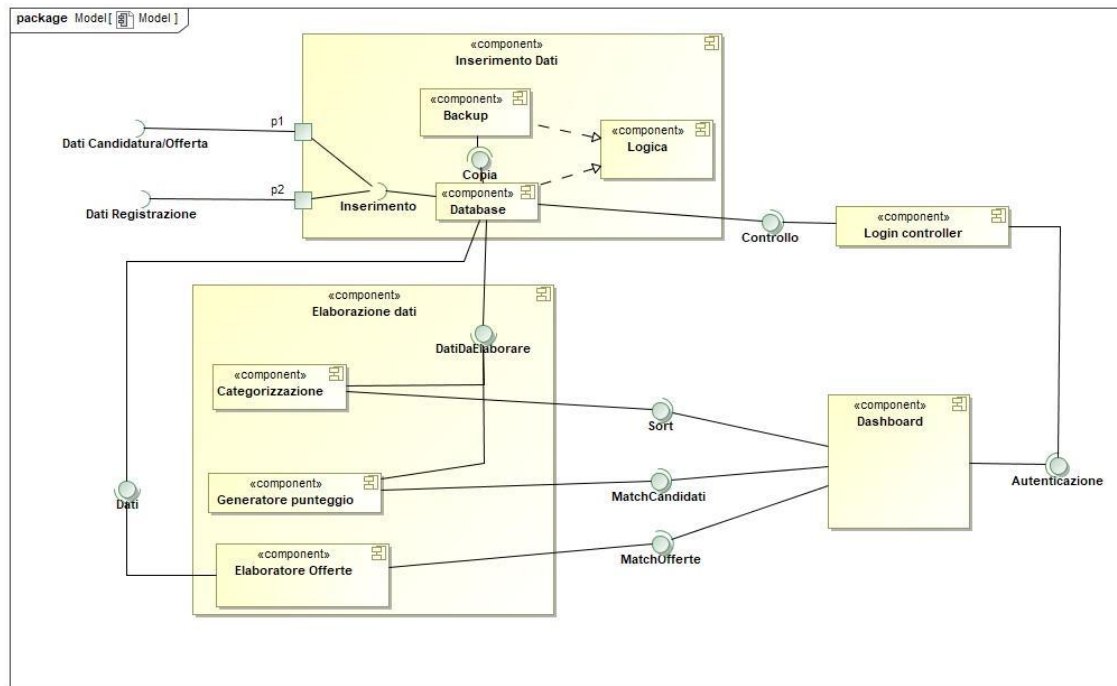 package Model[ Model ]
«component»
Inserimento Dati
«component»
Backup
«component»
Logica
p1
Dati Candidatura/Offerta
Copia
p2
«component»
Database
Dati Registrazione
Inserimento
«component»
Login controller
Controllo
«component»
Elaborazione dati
DatiDaElaborare
«component»
Categorizzazione
«component»
Dashboard
Sort
«component»
Generatore punteggio
MatchCandidati
Autenticazione
Dati
«component»
Elaboratore Offerte
MatchOfferte